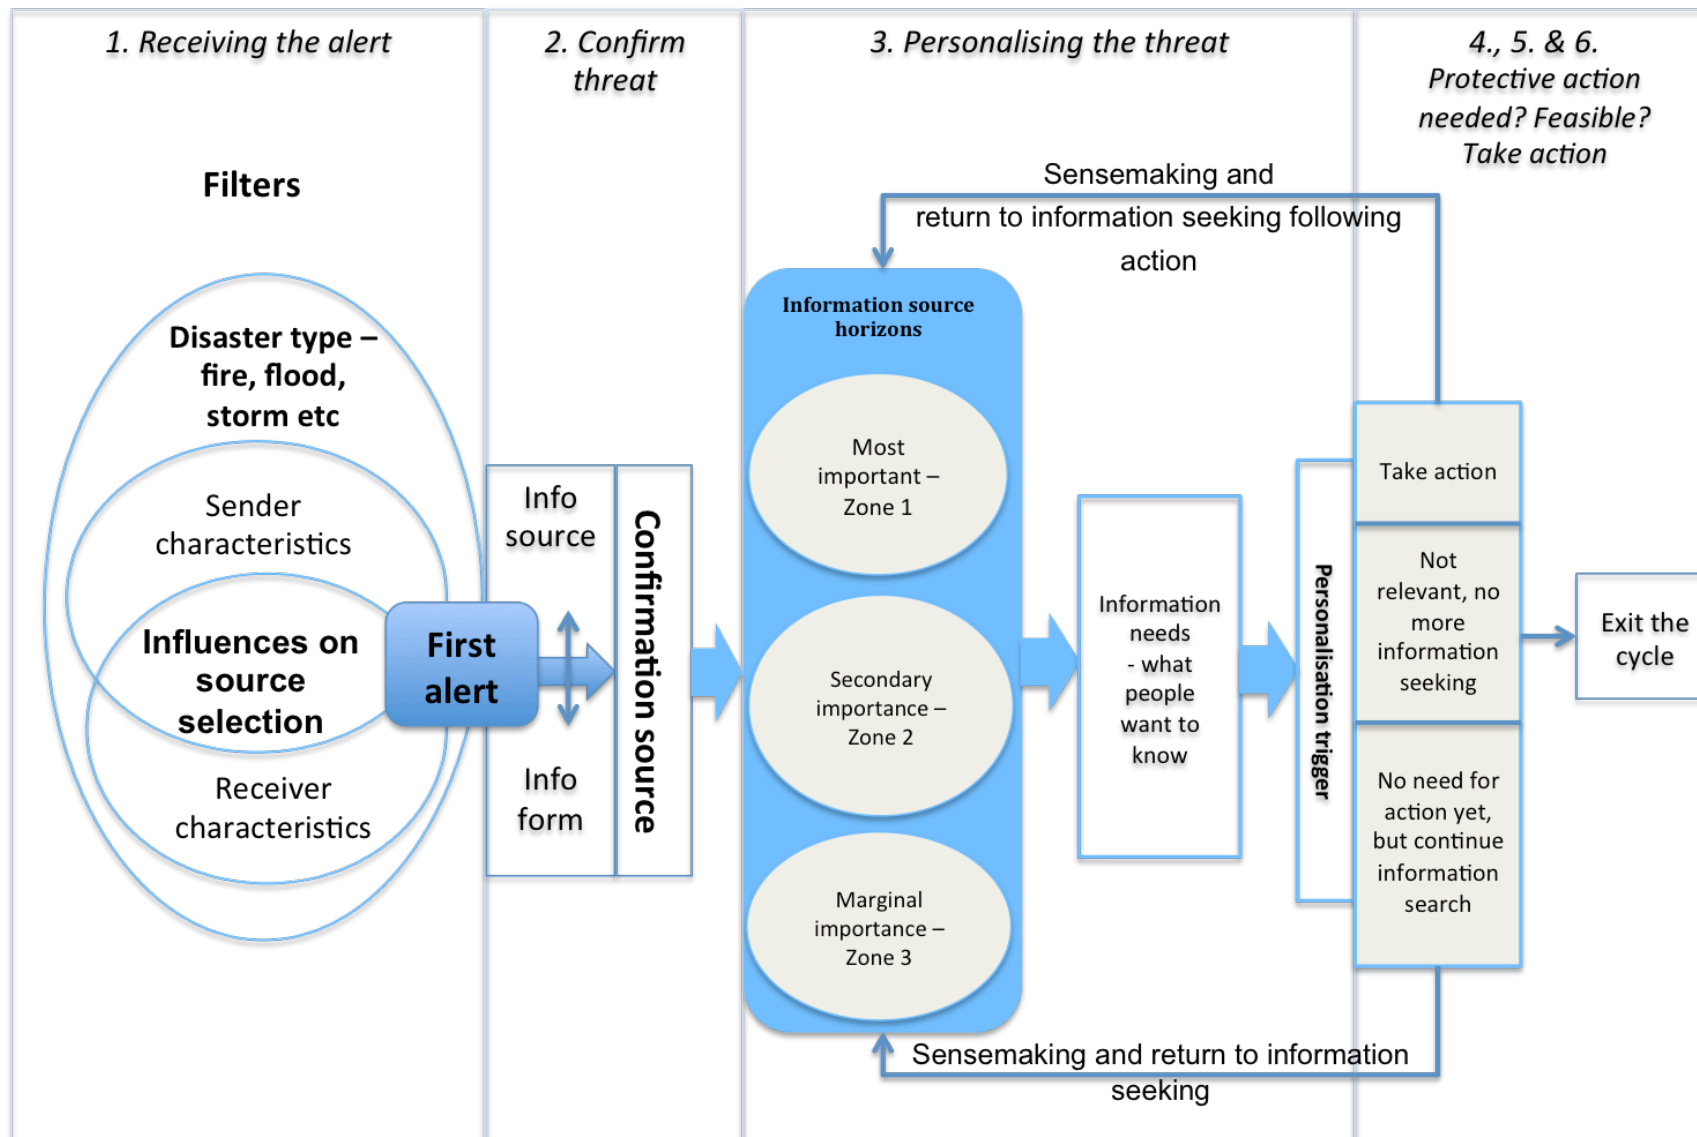 1. Receiving the alert
2. Confirm
threat
3. Personalising the threat
4., 5. & 6.
Protective action
needed? Feasible?
Take action
Filters
Disaster type –
fire, flood,
storm etc
Sender
characteristics
Influences on
source
selection
Receiver
characteristics
First
alert
Info
source
Info
form
Confirmation source
Sensemaking and
return to information seeking following
action
Information source
horizons
Most
important –
Zone 1
Secondary
importance –
Zone 2
Marginal
importance –
Zone 3
Information
needs
- what
people
want to
know
Personalisation trigger
Take action
Not
relevant, no
more
information
seeking
No need for
action yet,
but continue
information
search
Exit the
cycle
Sensemaking and return to information
seeking